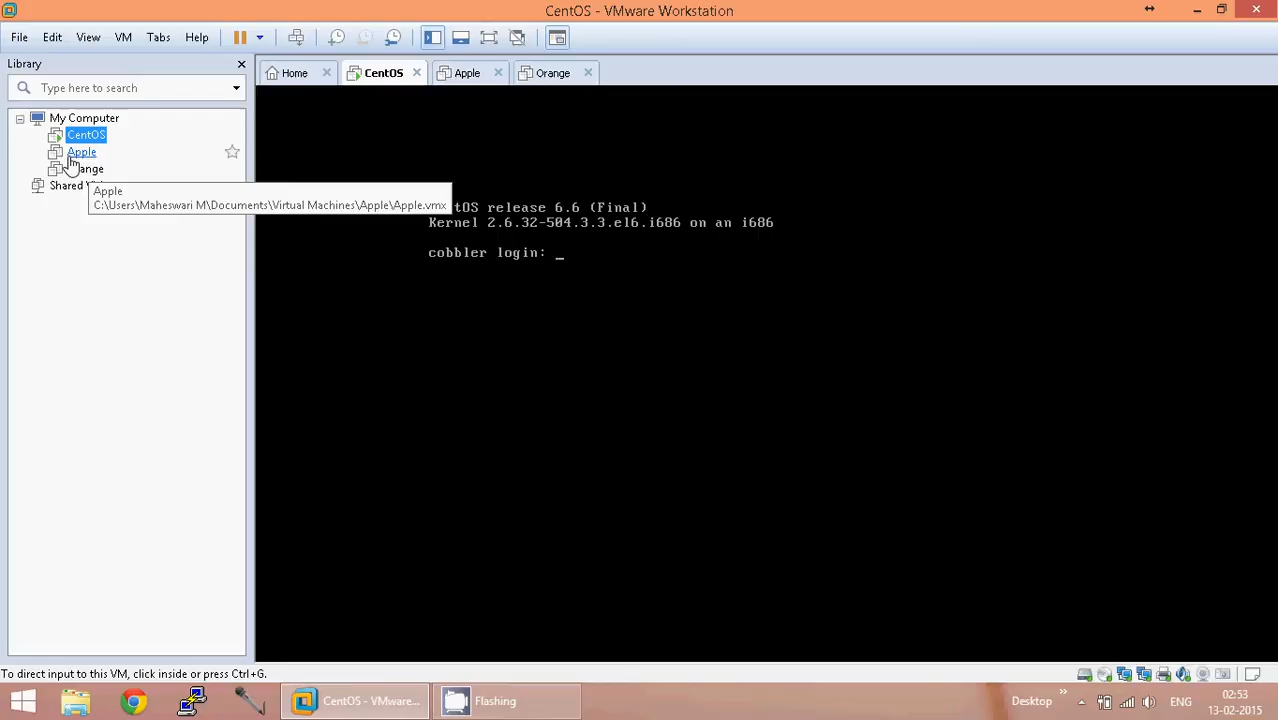 CentOS - VMware Workstation
File Edit View VM Tabs Help
Library
Type here to search
Home
CentOS
Apple
Orange
My Computer
CentOS
Apple
Shared
Apple
C:\Users\Maheswari M\Documents\Virtual Machines\Apple\Apple.vmx
release 6.6 (Final)
Kernel 2.6.32-504.3.3.el6.i686 on an i686
cobbler login: _
To direct input to this VM, click inside or press Ctrl+G.
CentOS - VMware...
Flashing
Desktop
ENG
02:53
13-02-2015